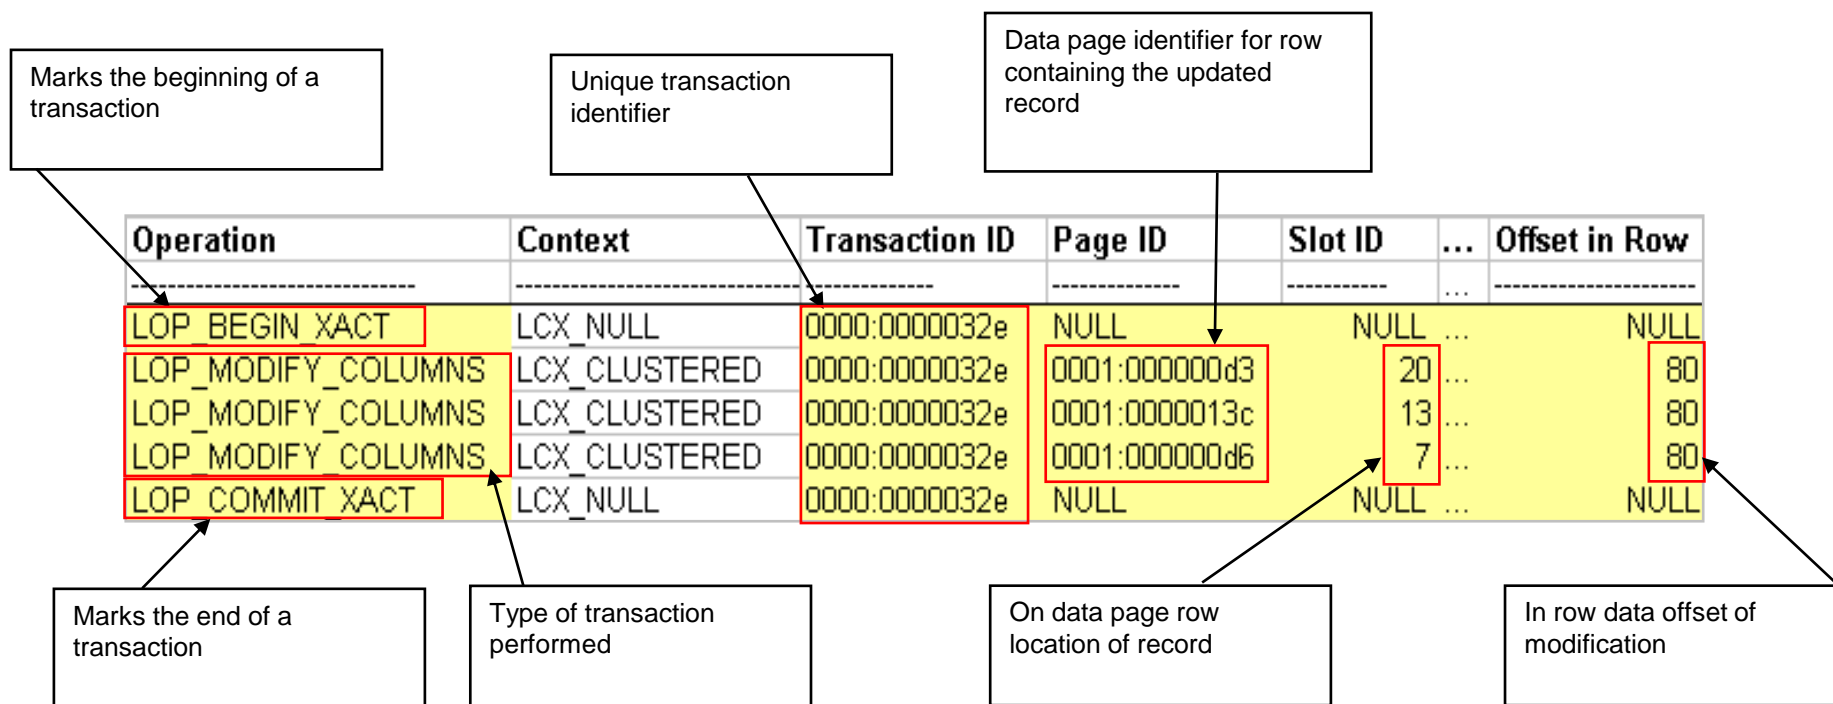 Data page identifier for row
containing the updated
record
Marks the beginning of a
transaction
Unique transaction
identifier
Operation Context Transaction ID Page ID Slot ID ... Offset in Row
------------------------------ ------------------------------ -------------- -------------- ----------- ... ----------------------
LOP_BEGIN_XACT LCX_NULL 0000:0000032e NULL NULL ... NULL
LOP_MODIFY_COLUMNS LCX_CLUSTERED 0000:0000032e 0001:000000d3 20 ... 80
LOP_MODIFY_COLUMNS LCX_CLUSTERED 0000:0000032e 0001:0000013c 13 ... 80
LOP_MODIFY_COLUMNS LCX_CLUSTERED 0000:0000032e 0001:000000d6 7 ... 80
LOP_COMMIT_XACT LCX_NULL 0000:0000032e NULL NULL ... NULL
Marks the end of a
transaction
Type of transaction
performed
On data page row
location of record
In row data offset of
modification